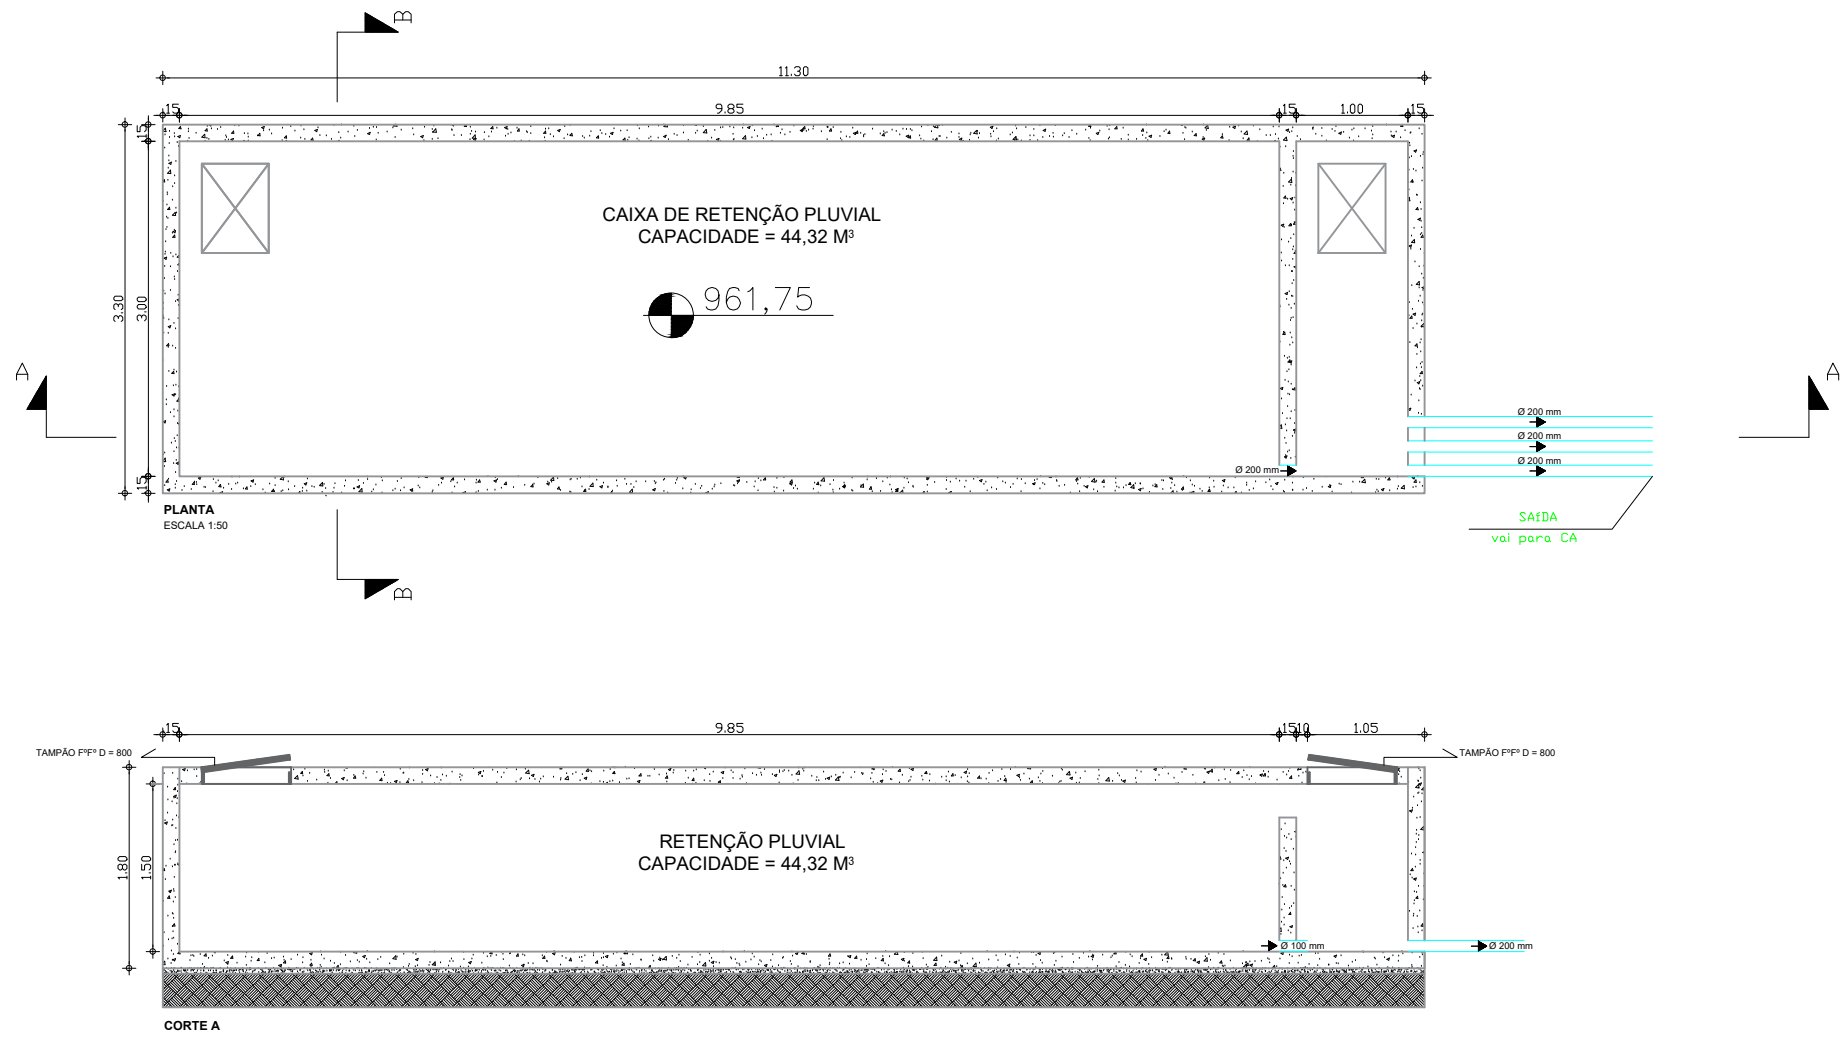 B
11.30
15
9.85
15
1.00
15
15
CAIXA DE RETENÇÃO PLUVIAL
CAPACIDADE = 44,32 M³
961,75
3.30
3.00
A
A
Ø 200 mm
Ø 200 mm
Ø 200 mm
Ø 200 mm
15
PLANTA
ESCALA 1:50
SAÍDA
vai para CA
B
15
9.85
15
10
1.05
TAMPÃO FºFº D = 800
TAMPÃO FºFº D = 800
RETENÇÃO PLUVIAL
CAPACIDADE = 44,32 M³
1.80
1.50
Ø 100 mm
Ø 200 mm
CORTE A